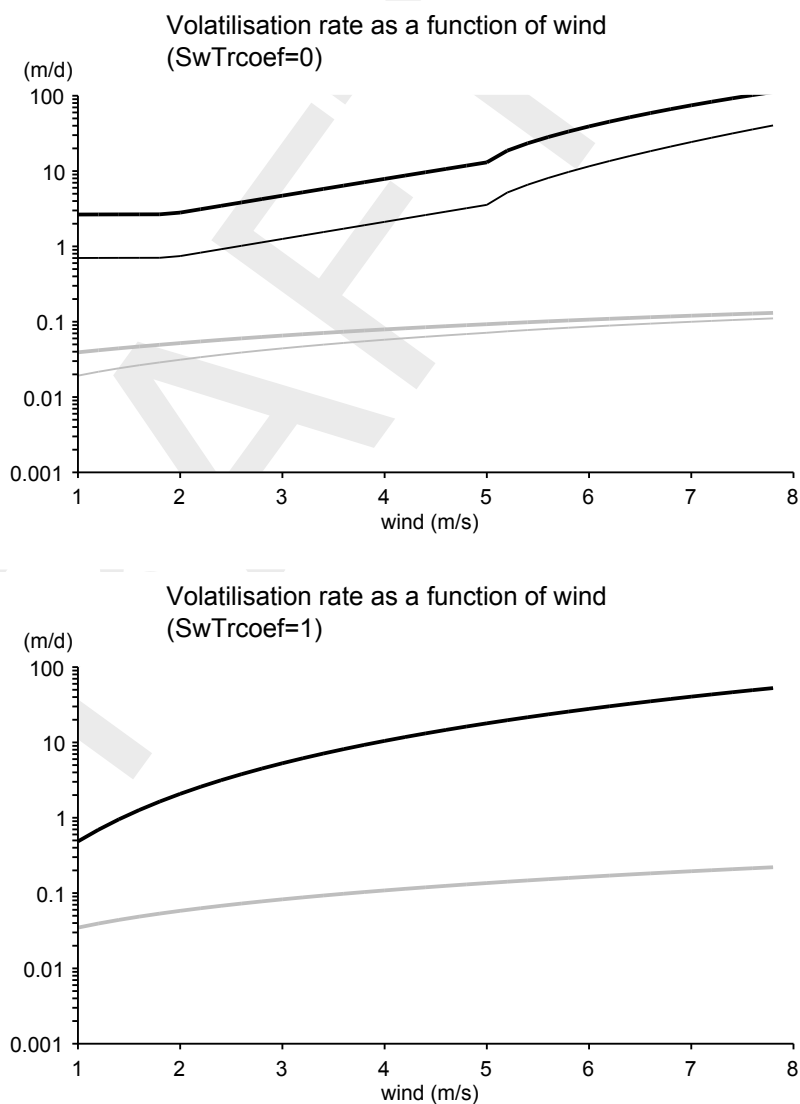 Volatilisation rate as a function of wind
(SwTrcoef=0)
(m/d)
100
10
1
0.1
0.01
0.001
1 2 3 4 5 6 7 8
wind (m/s)
Volatilisation rate as a function of wind
(SwTrcoef=1)
(m/d)
100
10
1
0.1
0.01
0.001
1 2 3 4 5 6 7 8
wind (m/s)